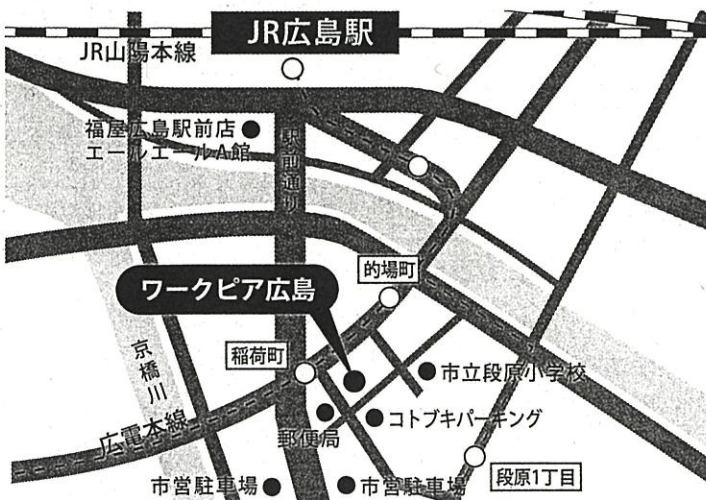 JR広島駅
JR山陽本線
福屋広島駅前店
エールエールA館
駅前通り
的場町
ワークピア広島
稲荷町
京橋川
市立段原小学校
広電本線
郵便局
コトブキパーキング
段原1丁目
市営駐車場
市営駐車場